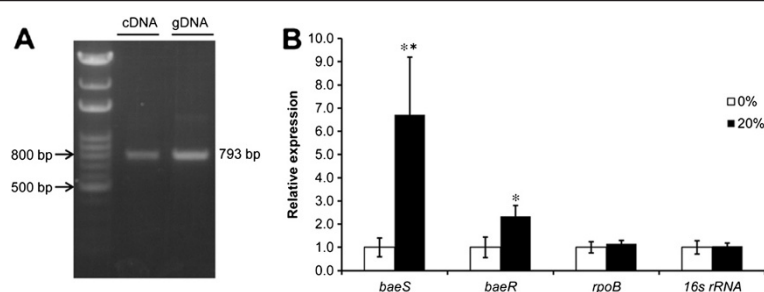 A
cDNA gDNA
800 bp
793 bp
500 bp
B
Relative expression
10.0
9.0
8.0
7.0
6.0
5.0
4.0
3.0
2.0
1.0
0.0
**
*
0%
20%
baeS baeR rpoB 16s rRNA